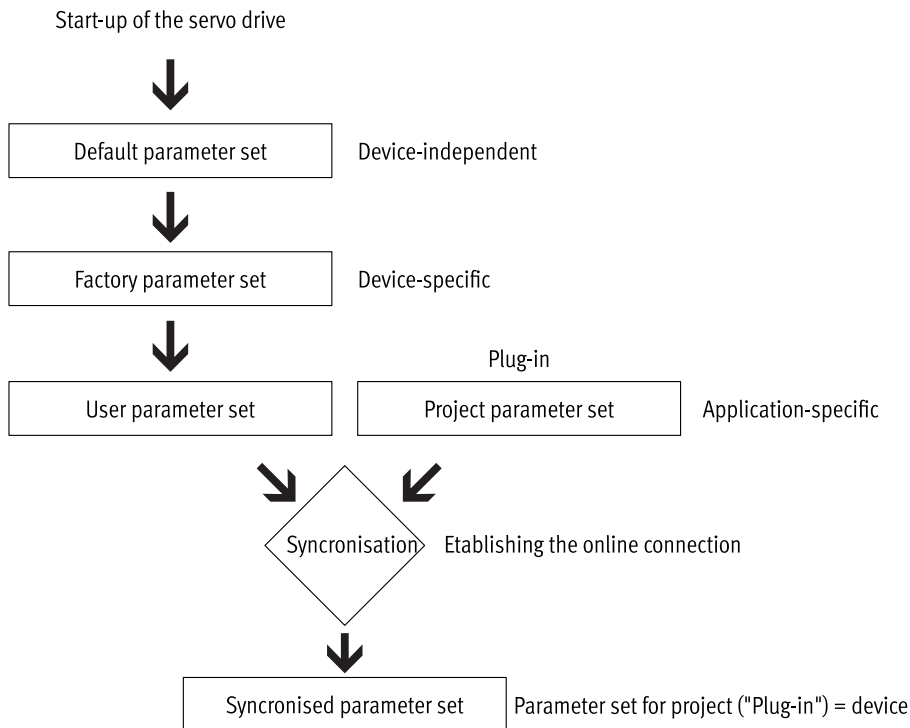 Start-up of the servo drive
Default parameter set
Device-independent
Factory parameter set
Device-specific
Plug-in
User parameter set
Project parameter set
Application-specific
Syncronisation
Etablishing the online connection
Syncronised parameter set
Parameter set for project ("Plug-in") = device